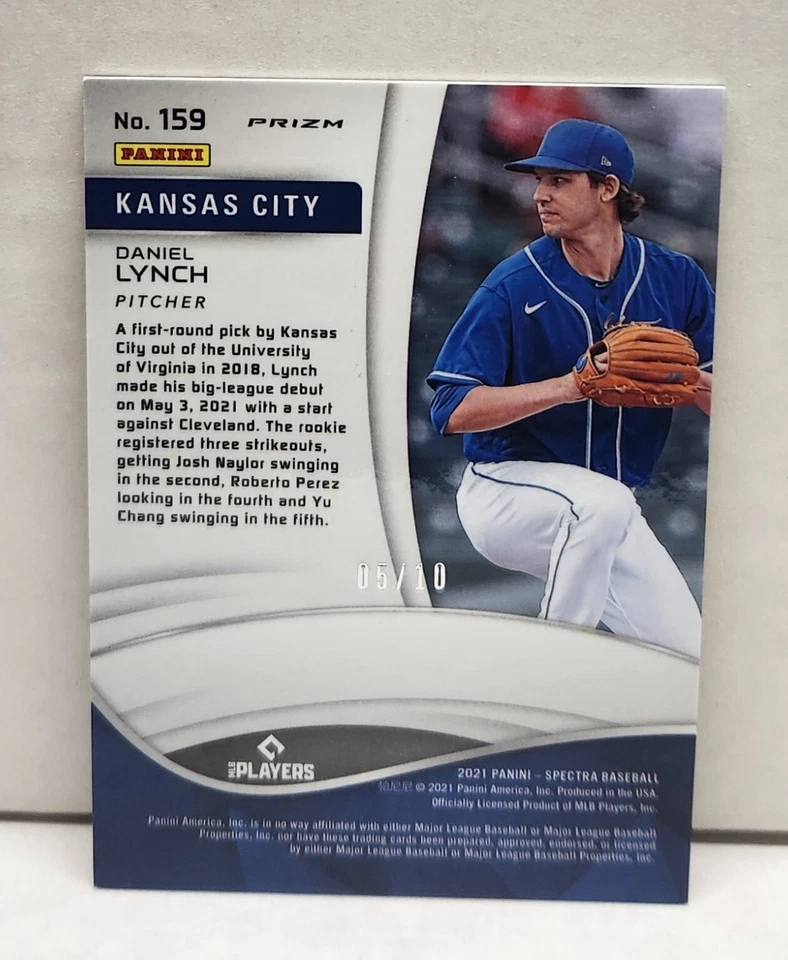 No. 159 PRIZM
PANINI
KANSAS CITY
DANIEL
LYNCH
PITCHER
A first-round pick by Kansas
City out of the University
of Virginia in 2018, Lynch
made his big-league debut
on May 3, 2021 with a start
against Cleveland. The rookie
registered three strikeouts,
getting Josh Naylor swinging
in the second, Roberto Perez
looking in the fourth and Yu
Chang swinging in the fifth.
05/10
MLB PLAYERS
2021 PANINI – SPECTRA BASEBALL
帕尼尼 © 2021 Panini America, Inc. Produced in the USA.
Officially Licensed Product of MLB Players, Inc.
Panini America, Inc. is in no way affiliated with either Major League Baseball or Major League Baseball
Properties, Inc. nor have these trading cards been prepared, approved, endorsed, or licensed
by either Major League Baseball or Major League Baseball Properties, Inc.